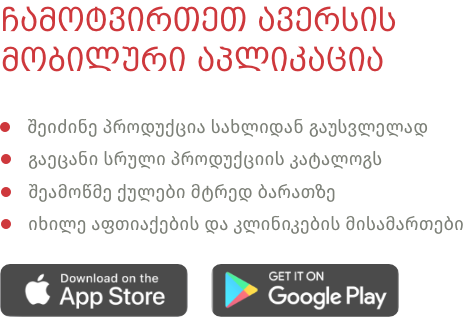 ჩამოტვირთეთ ავერსის
მობილური აპლიკაცია
შეიძინე პროდუქცია სახლიდან გაუსვლელად
გაეცანი სრული პროდუქციის კატალოგს
შეამოწმე ქულები მტრედ ბარათზე
იხილე აფთიაქების და კლინიკების მისამართები
Download on the
App Store
GET IT ON
Google Play